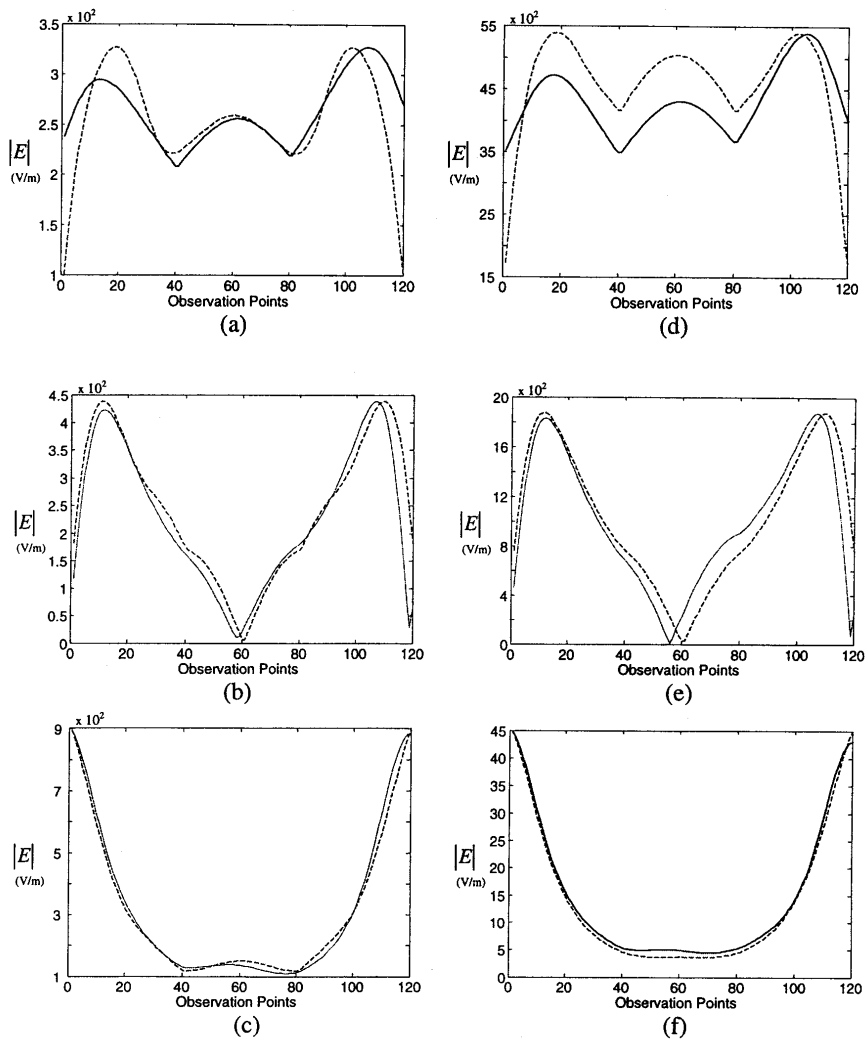 x 10²
3.5
3
2.5
2
1.5
1
|E|
(V/m)
0 20 40 60 80 100 120
Observation Points
(a)
55
x 10²
45
35
25
15
|E|
(V/m)
0 20 40 60 80 100 120
Observation Points
(d)
4.5
x 10²
4
3.5
3
2.5
2
1.5
1
0.5
0
|E|
(V/m)
0 20 40 60 80 100 120
Observation Points
(b)
20
x 10²
16
12
8
4
0
|E|
(V/m)
0 20 40 60 80 100 120
Observation Points
(e)
9
x 10²
7
5
3
1
|E|
(V/m)
0 20 40 60 80 100 120
Observation Points
(c)
45
40
35
30
25
20
15
10
5
0
|E|
(V/m)
0 20 40 60 80 100 120
Observation Points
(f)